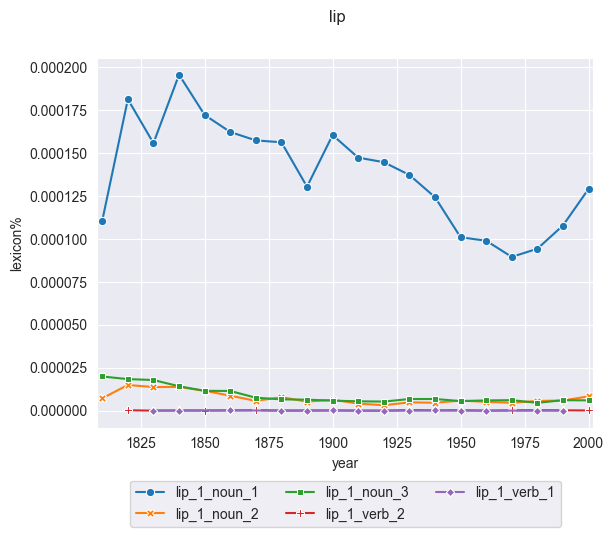 lip
0.000200
0.000175
0.000150
0.000125
0.000100
0.000075
0.000050
0.000025
0.000000
lexicon%
1825 1850 1875 1900 1925 1950 1975 2000
year
lip_1_noun_1 lip_1_noun_3 lip_1_verb_1
lip_1_noun_2 lip_1_verb_2